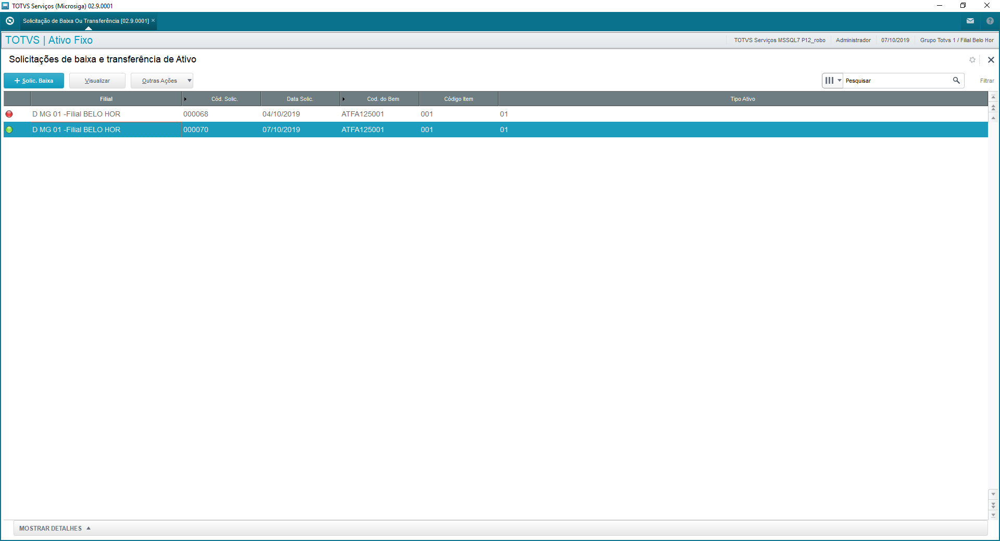 TOTVS Serviços (Microsiga) 02.9.0001
Solicitação de Baixa Ou Transferência [02.9.0001] ×
TOTVS | Ativo Fixo
TOTVS Serviços MSSQL7 P12_robo Administrador 07/10/2019 Grupo Totvs 1 / Filial Belo Hor
Solicitações de baixa e transferência de Ativo
+ Solic. Baixa Visualizar Outras Ações Pesquisar Filtrar
Filial Cód. Solic. Data Solic. Cod. do Bem Código Item Tipo Ativo
D MG 01 -Filial BELO HOR 000068 04/10/2019 ATFA125001 001 01
D MG 01 -Filial BELO HOR 000070 07/10/2019 ATFA125001 001 01
MOSTRAR DETALHES